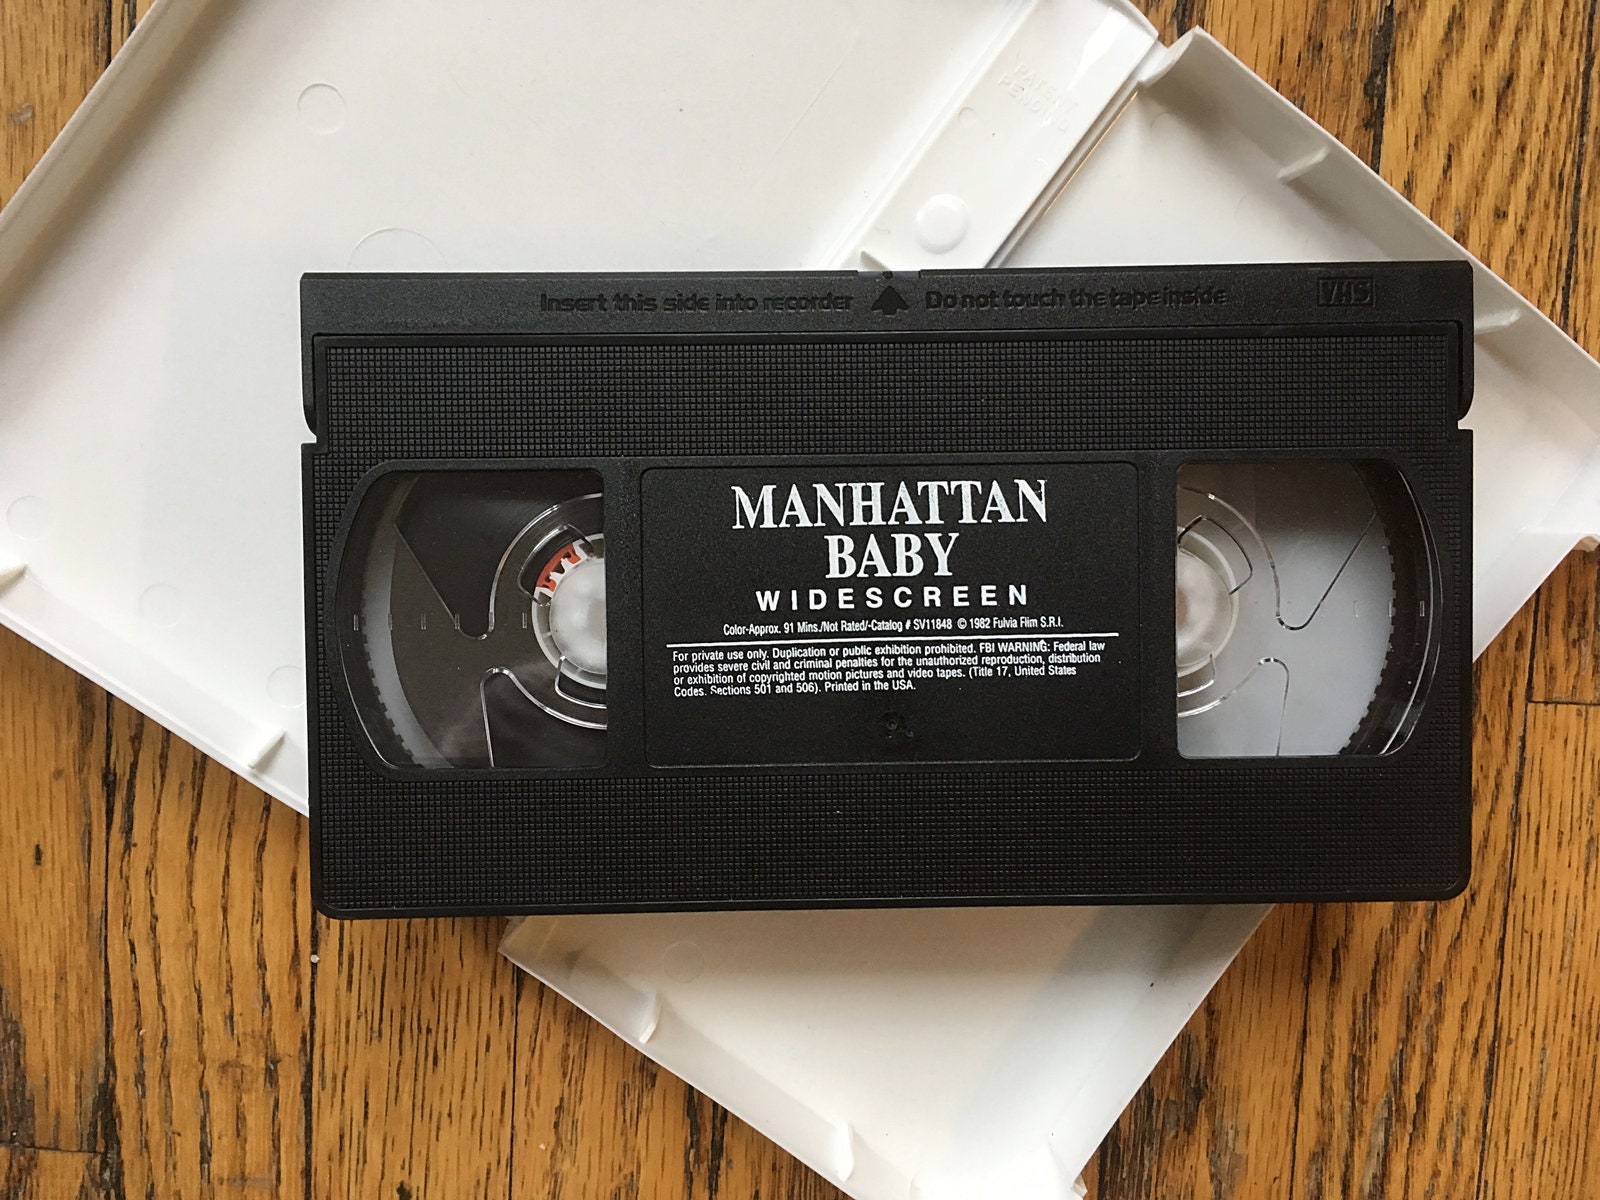 PATENT
PENDING
Insert this side into recorder Do not touch the tape inside VHS
MANHATTAN
BABY
WIDESCREEN
Color-Approx. 91 Mins./Not Rated/-Catalog # SV11848 © 1982 Fulvia Flim S.R.I.
For private use only. Duplication or public exhibition prohibited. FBI WARNING: Federal law
provides severe civil and criminal penalties for the unauthorized reproduction, distribution
or exhibition of copyrighted motion pictures and video tapes. (Title 17, United States
Codes, Sections 501 and 506). Printed in the USA.